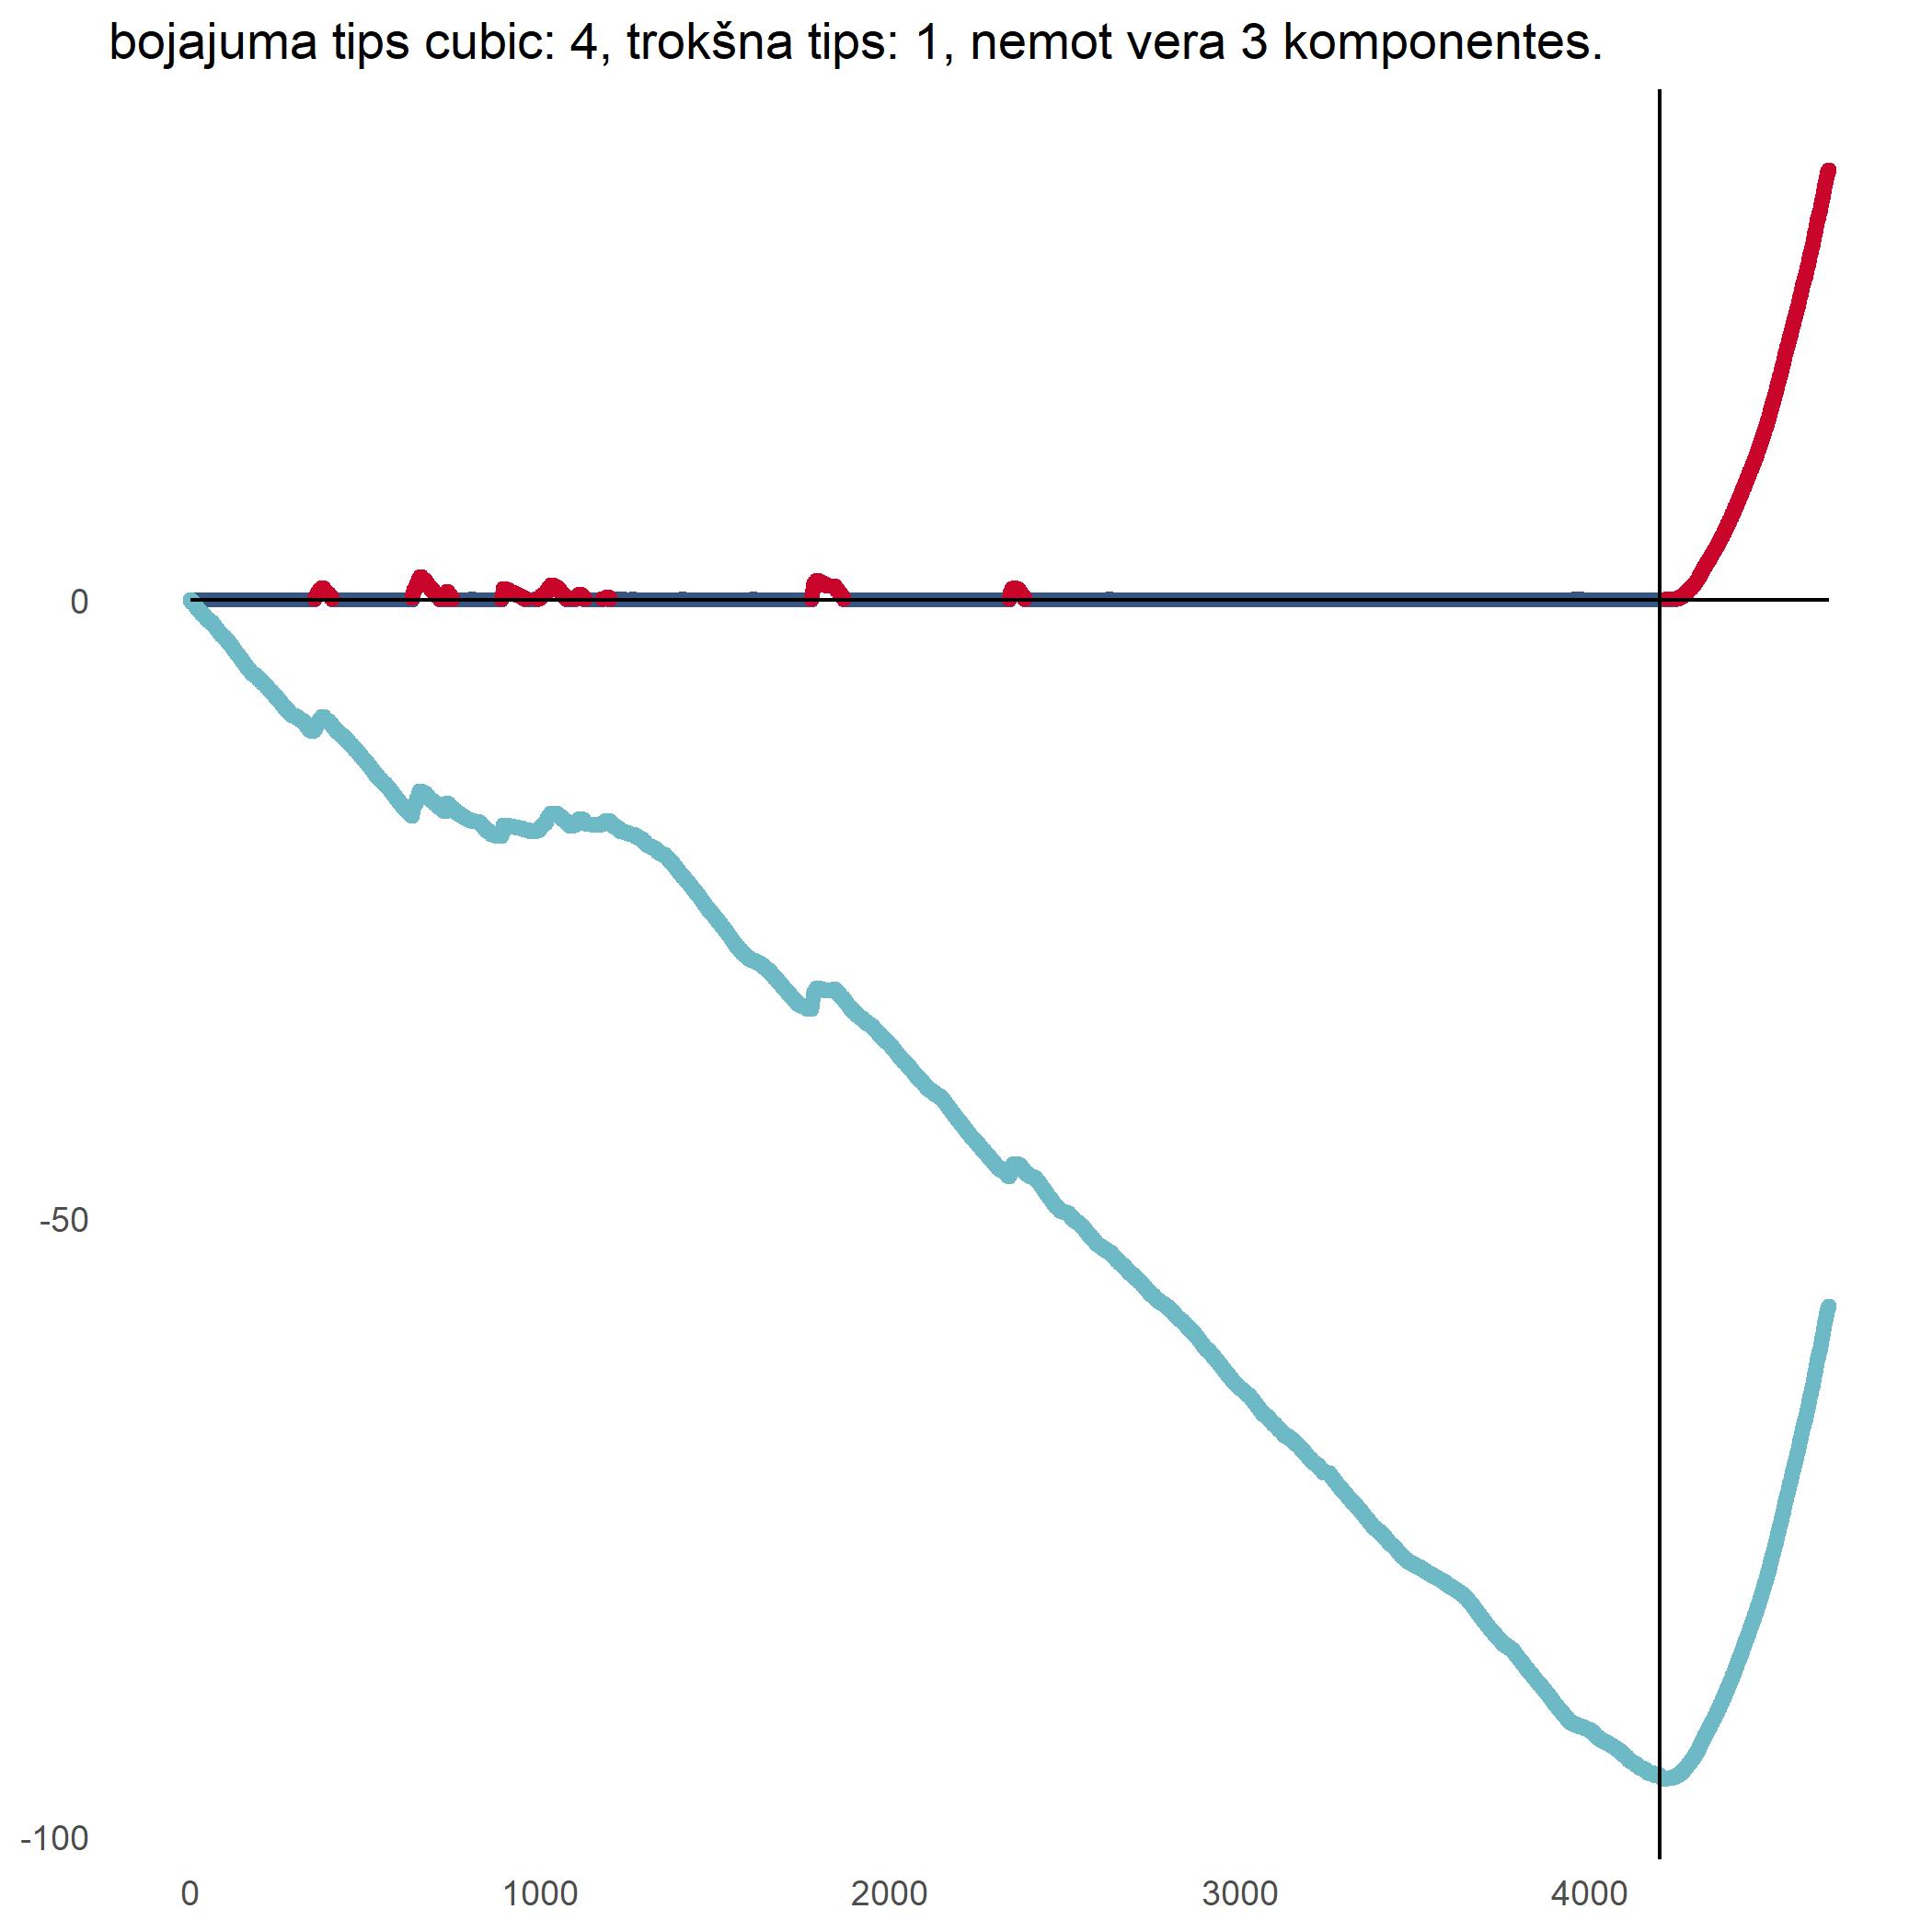 bojajuma tips cubic: 4, trokšna tips: 1, nemot vera 3 komponentes.
0
-50
-100
0 1000 2000 3000 4000